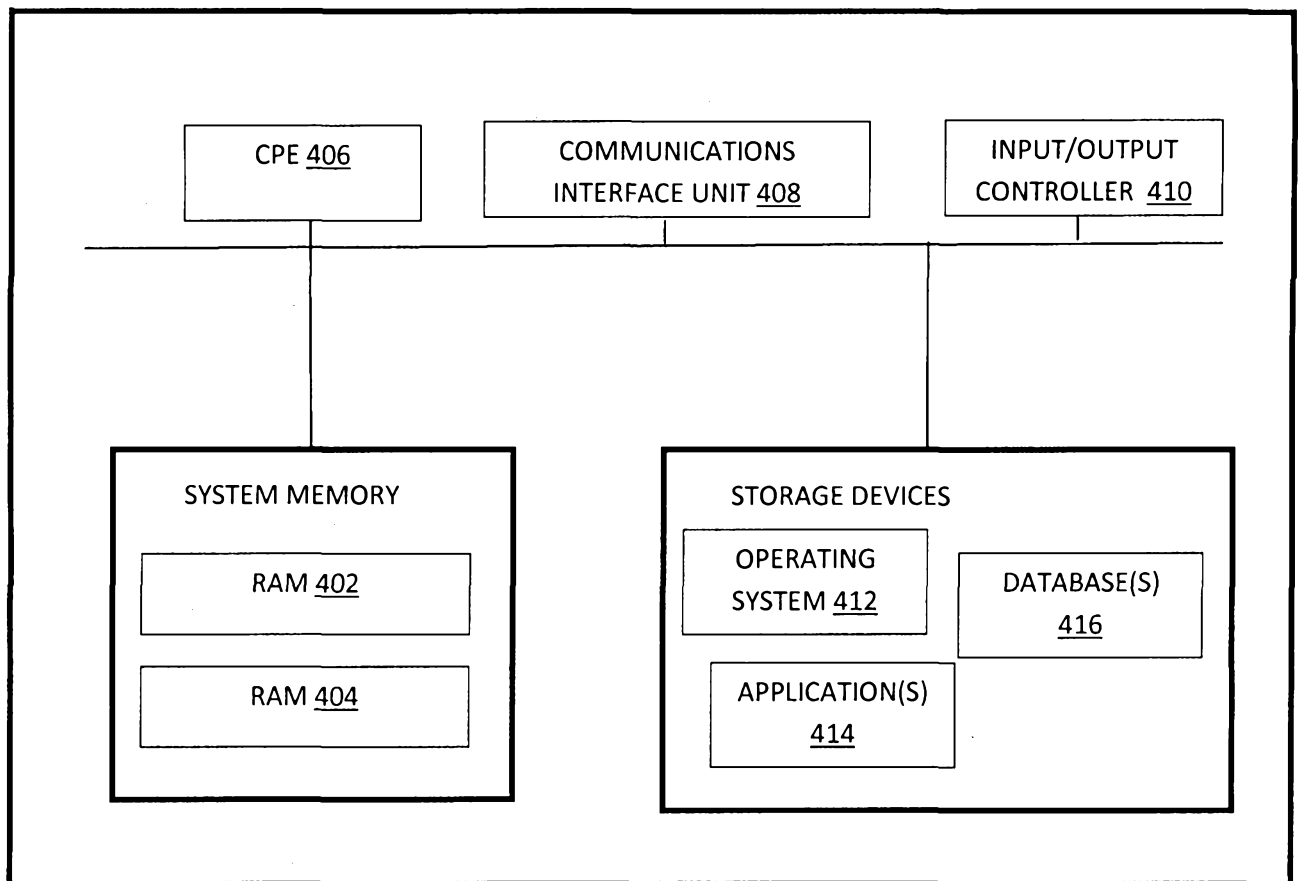 CPE 406
COMMUNICATIONS
INTERFACE UNIT 408
INPUT/OUTPUT
CONTROLLER 410
SYSTEM MEMORY
RAM 402
RAM 404
STORAGE DEVICES
OPERATING
SYSTEM 412
DATABASE(S)
416
APPLICATION(S)
414